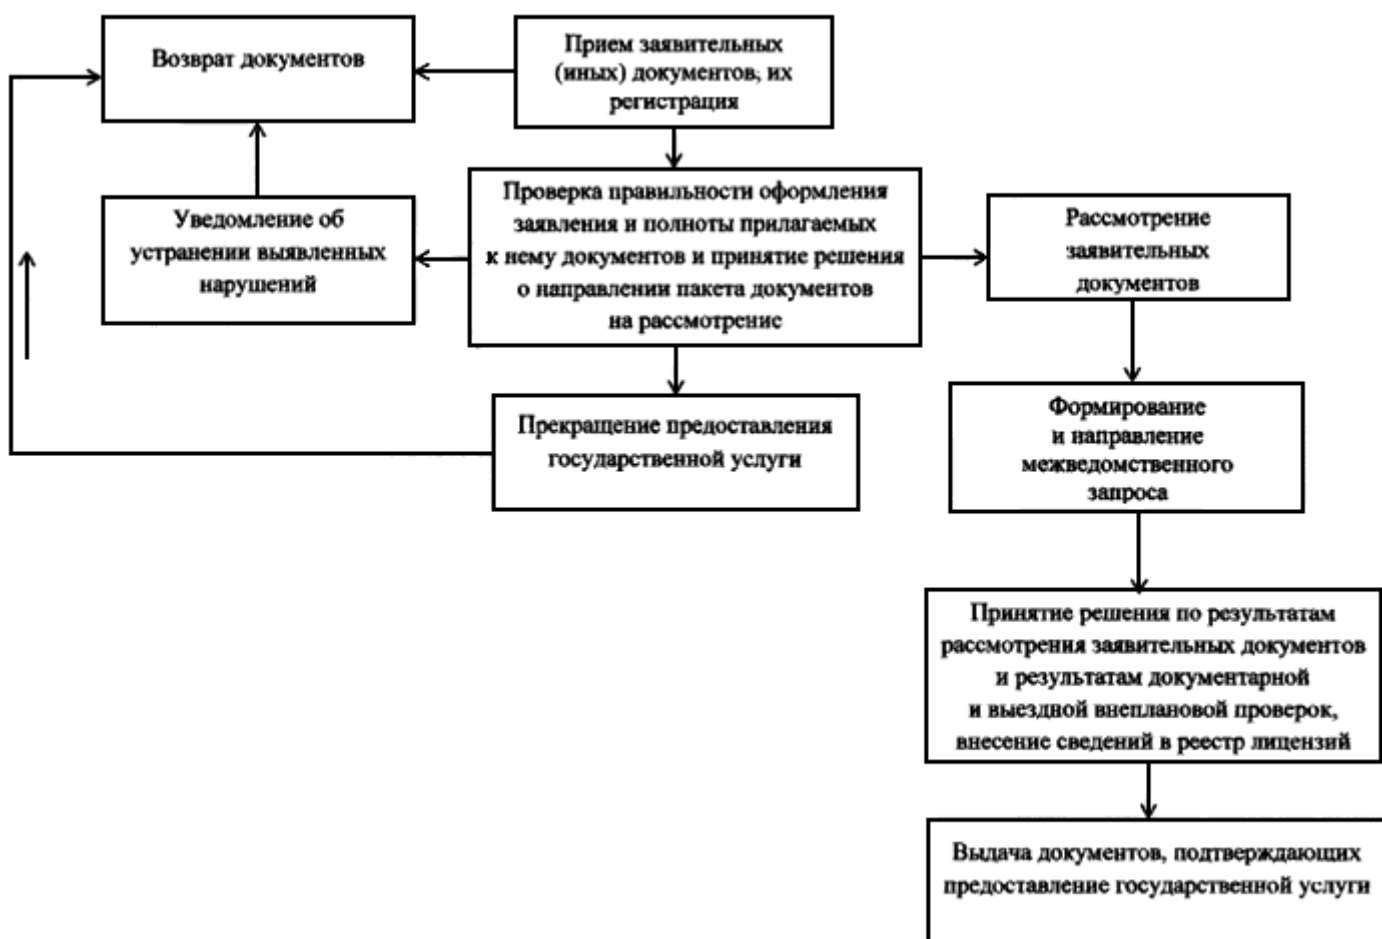 Возврат документов
Прием заявительных
(иных) документов, их
регистрация
Проверка правильности оформления
заявления и полноты прилагаемых
к нему документов и принятие решения
о направлении пакета документов
на рассмотрение
Уведомление об
устранении выявленных
нарушений
Рассмотрение
заявительных
документов
Прекращение предоставления
государственной услуги
Формирование
и направление
межведомственного
запроса
Принятие решения по результатам
рассмотрения заявительных документов
и результатам документарной
и выездной внеплановой проверок,
внесение сведений в реестр лицензий
Выдача документов, подтверждающих
предоставление государственной услуги